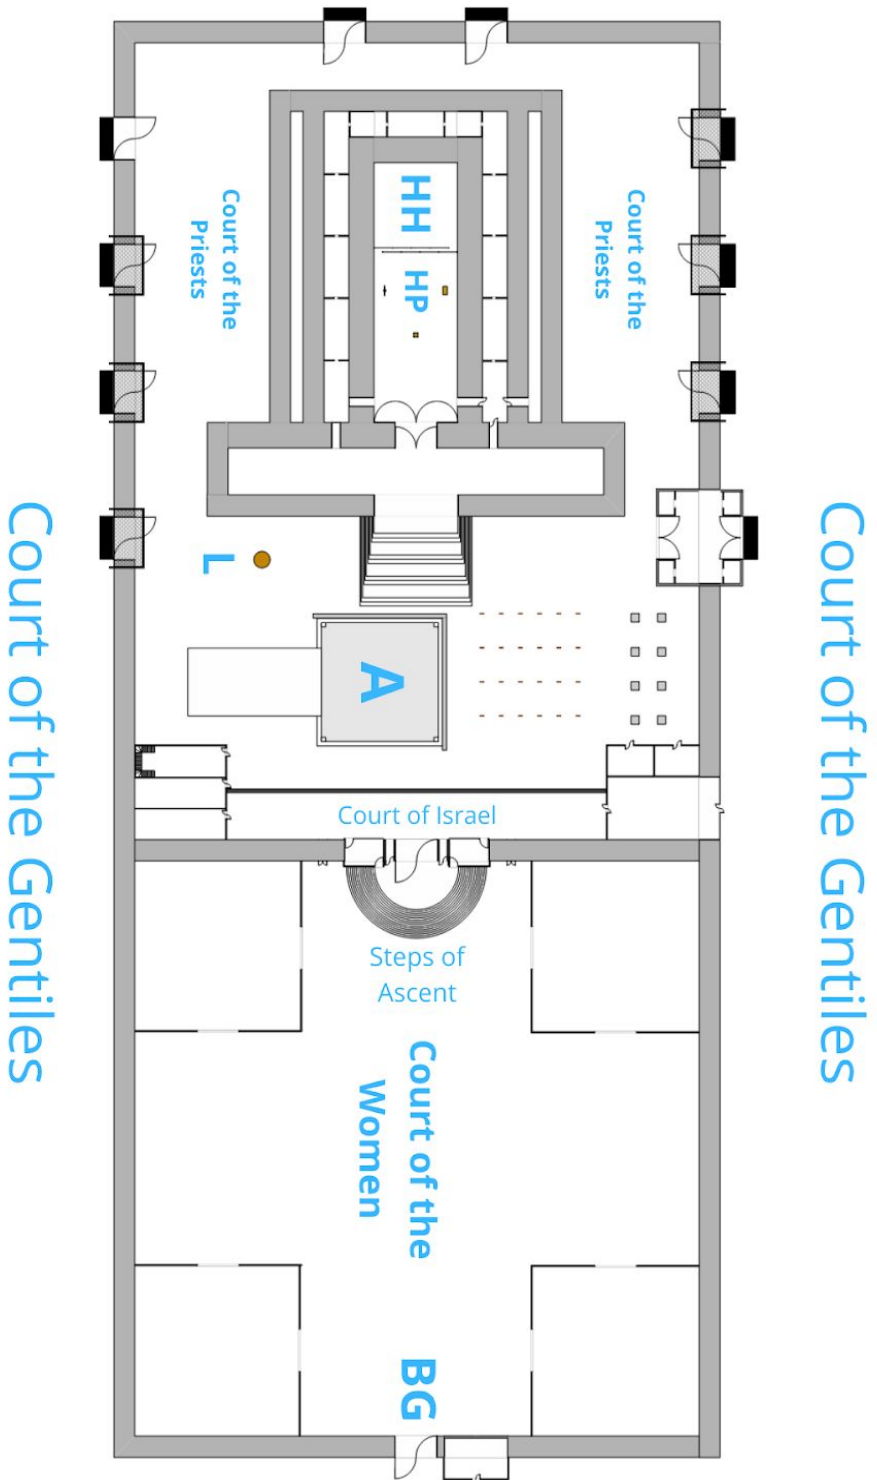 HH
HP
Court of the
Priests
Court of the
Priests
Court of the Gentiles
Court of the Gentiles
L
A
Court of Israel
Steps of
Ascent
Court of the
Women
BG